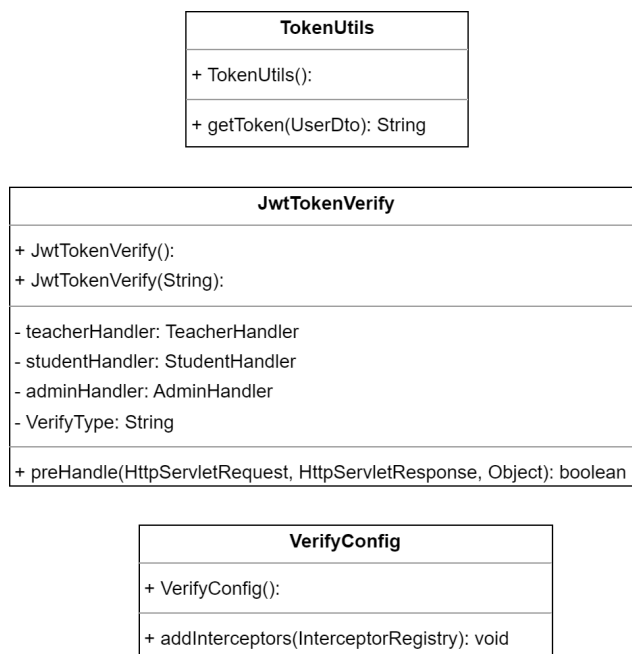 TokenUtils
+ TokenUtils():
+ getToken(UserDto): String
JwtTokenVerify
+ JwtTokenVerify():
+ JwtTokenVerify(String):
- teacherHandler: TeacherHandler
- studentHandler: StudentHandler
- adminHandler: AdminHandler
- VerifyType: String
+ preHandle(HttpServletRequest, HttpServletResponse, Object): boolean
VerifyConfig
+ VerifyConfig():
+ addInterceptors(InterceptorRegistry): void